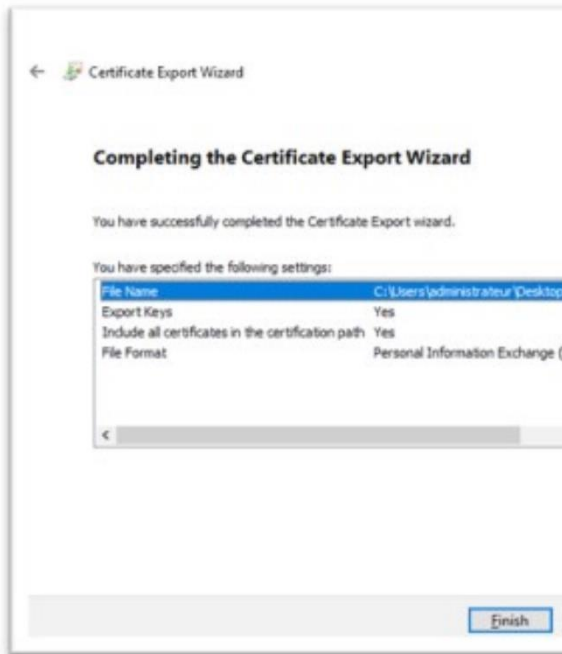 Certificate Export Wizard
Completing the Certificate Export Wizard
You have successfully completed the Certificate Export wizard.
You have specified the following settings:
File Name C:\Users\administrateur\Desktop
Export Keys Yes
Include all certificates in the certification path Yes
File Format Personal Information Exchange (
Finish